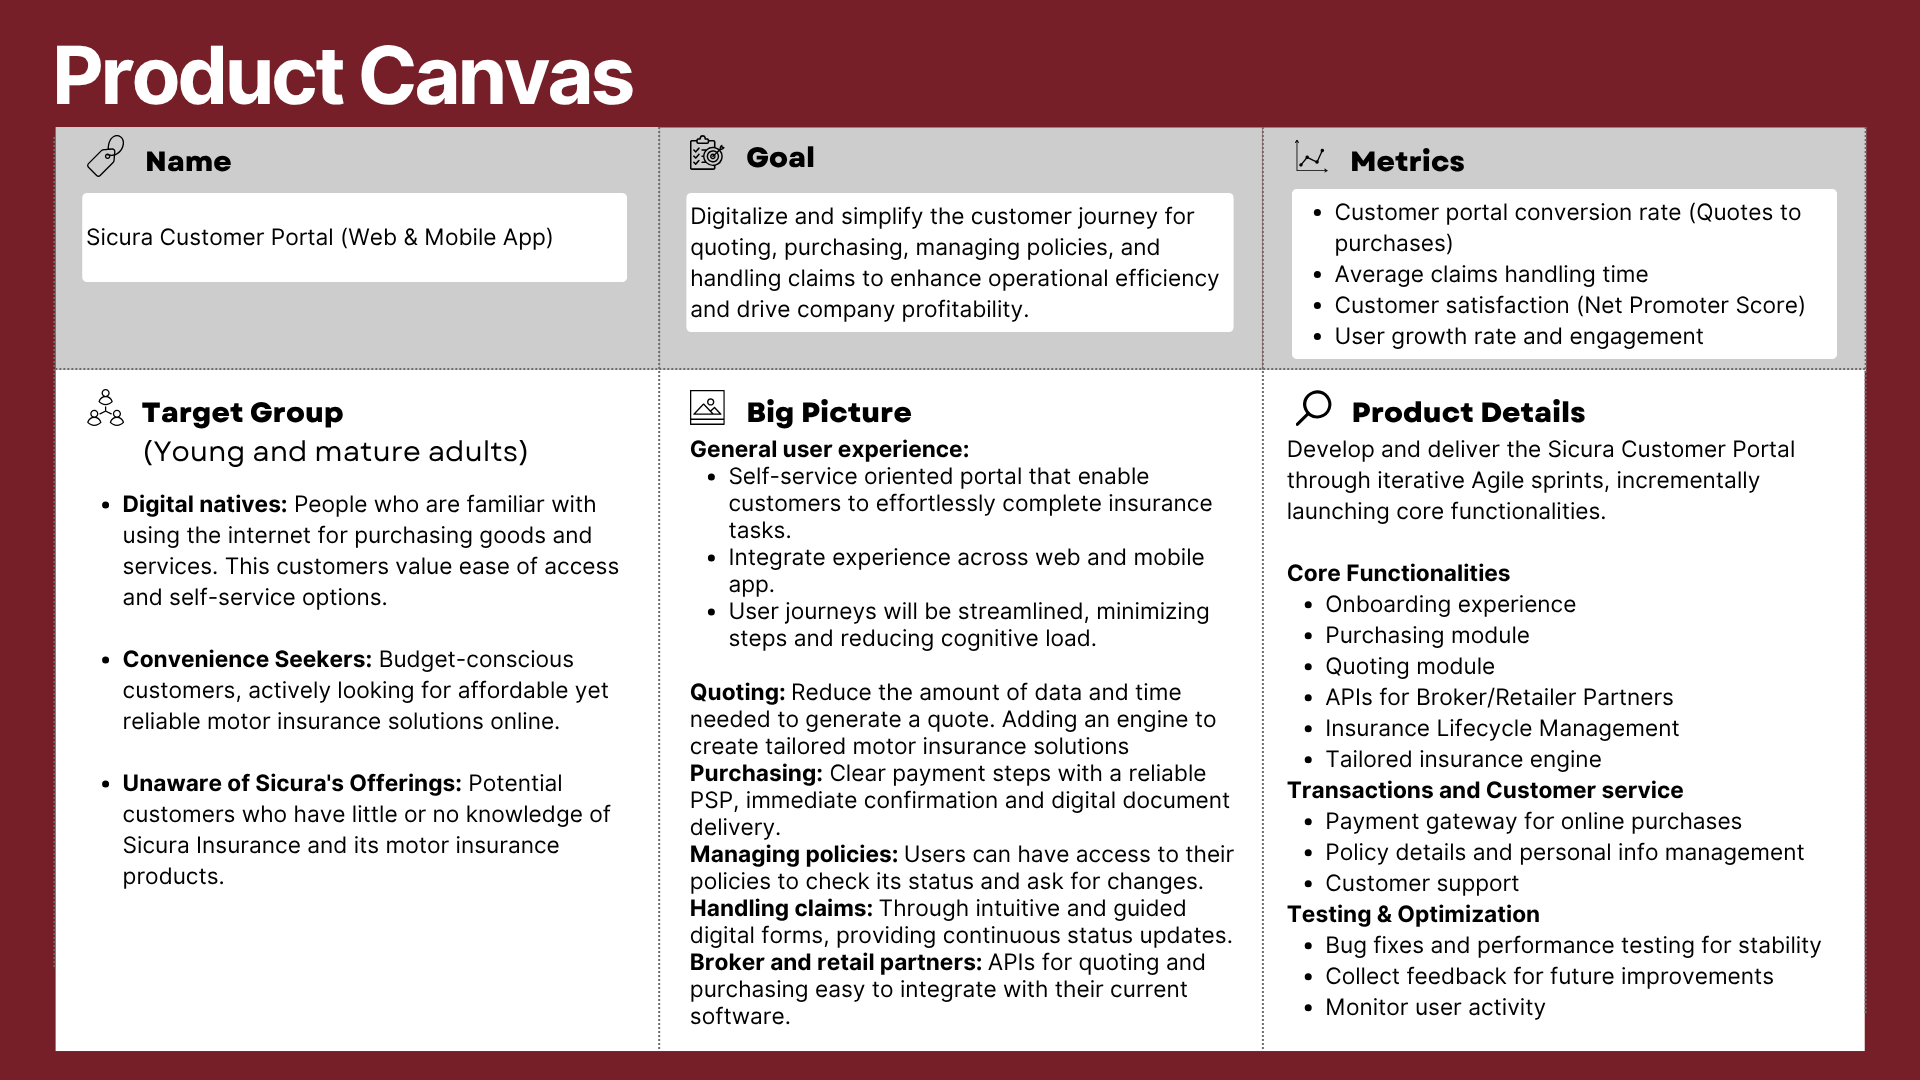 Product Canvas
Name
Sicura Customer Portal (Web & Mobile App)
Goal
Digitalize and simplify the customer journey for
quoting, purchasing, managing policies, and
handling claims to enhance operational efficiency
and drive company profitability.
Metrics
• Customer portal conversion rate (Quotes to
purchases)
• Average claims handling time
• Customer satisfaction (Net Promoter Score)
• User growth rate and engagement
Target Group
(Young and mature adults)
• Digital natives: People who are familiar with
using the internet for purchasing goods and
services. This customers value ease of access
and self-service options.
• Convenience Seekers: Budget-conscious
customers, actively looking for affordable yet
reliable motor insurance solutions online.
• Unaware of Sicura's Offerings: Potential
customers who have little or no knowledge of
Sicura Insurance and its motor insurance
products.
Big Picture
General user experience:
• Self-service oriented portal that enable
customers to effortlessly complete insurance
tasks.
• Integrate experience across web and mobile
app.
• User journeys will be streamlined, minimizing
steps and reducing cognitive load.
Quoting: Reduce the amount of data and time
needed to generate a quote. Adding an engine to
create tailored motor insurance solutions
Purchasing: Clear payment steps with a reliable
PSP, immediate confirmation and digital document
delivery.
Managing policies: Users can have access to their
policies to check its status and ask for changes.
Handling claims: Through intuitive and guided
digital forms, providing continuous status updates.
Broker and retail partners: APIs for quoting and
purchasing easy to integrate with their current
software.
Product Details
Develop and deliver the Sicura Customer Portal
through iterative Agile sprints, incrementally
launching core functionalities.
Core Functionalities
• Onboarding experience
• Purchasing module
• Quoting module
• APIs for Broker/Retailer Partners
• Insurance Lifecycle Management
• Tailored insurance engine
Transactions and Customer service
• Payment gateway for online purchases
• Policy details and personal info management
• Customer support
Testing & Optimization
• Bug fixes and performance testing for stability
• Collect feedback for future improvements
• Monitor user activity